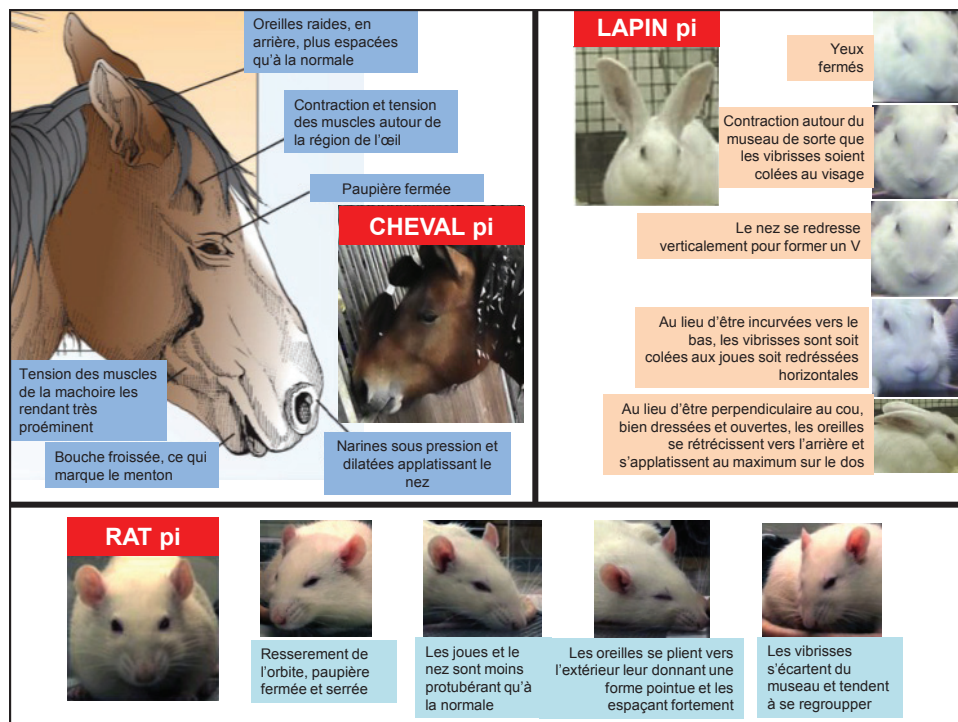 Oreilles raides, en
arrière, plus espacées
qu'à la normale
Contraction et tension
des muscles autour de
la région de l'œil
Paupière fermée
CHEVAL pi
Tension des muscles
de la machoire les
rendant très
proéminent
Bouche froissée, ce qui
marque le menton
Narines sous pression et
dilatées applatissant le
nez
LAPIN pi
Yeux
fermés
Contraction autour du
museau de sorte que
les vibrisses soient
colées au visage
Le nez se redresse
verticalement pour former un V
Au lieu d'être incurvées vers le
bas, les vibrisses sont soit
colées aux joues soit redréssées
horizontales
Au lieu d'être perpendiculaire au cou,
bien dressées et ouvertes, les oreilles
se rétrécissent vers l'arrière et
s'applatissent au maximum sur le dos
RAT pi
Resserement de
l'orbite, paupière
fermée et serrée
Les joues et le
nez sont moins
protubérant qu'à
la normale
Les oreilles se plient vers
l'extérieur leur donnant une
forme pointue et les
espaçant fortement
Les vibrisses
s'écartent du
museau et tendent
à se regroupper